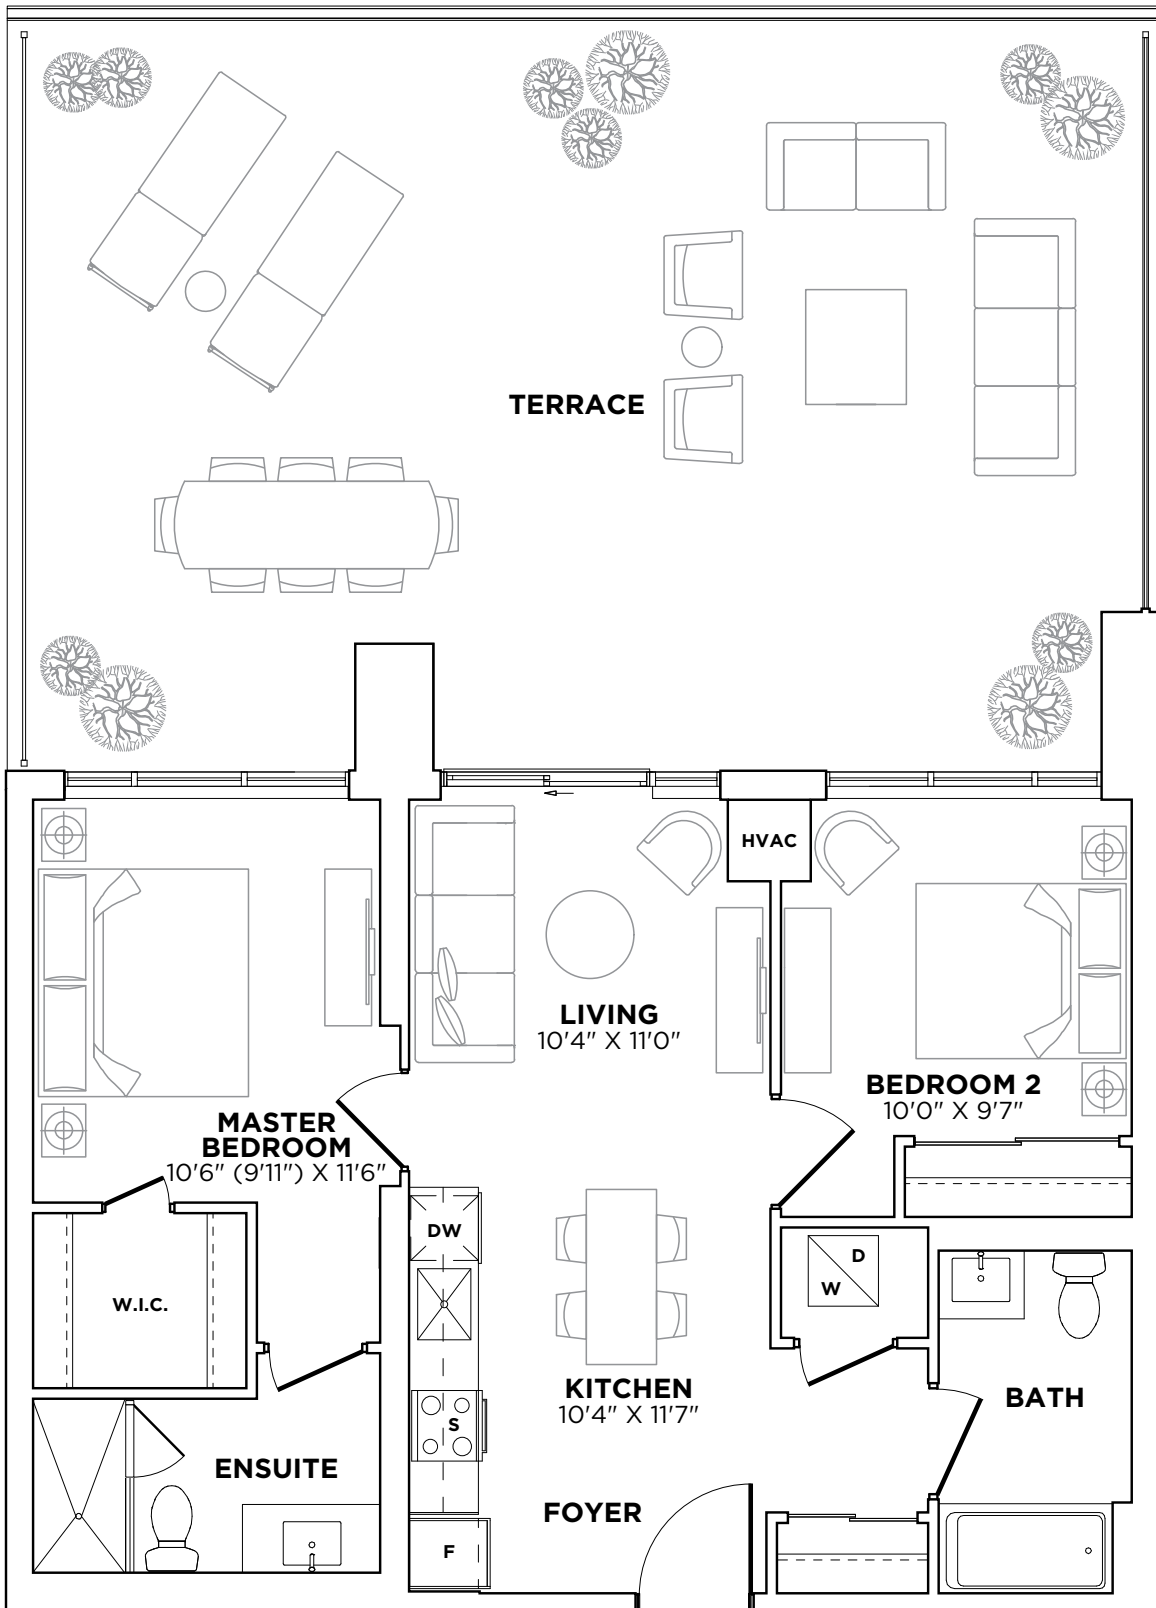 TERRACE
HVAC
LIVING
10'4" X 11'0"
BEDROOM 2
10'0" X 9'7"
MASTER
BEDROOM
10'6" (9'11") X 11'6"
DW
D
W
W.I.C.
KITCHEN
10'4" X 11'7"
BATH
S
ENSUITE
FOYER
F